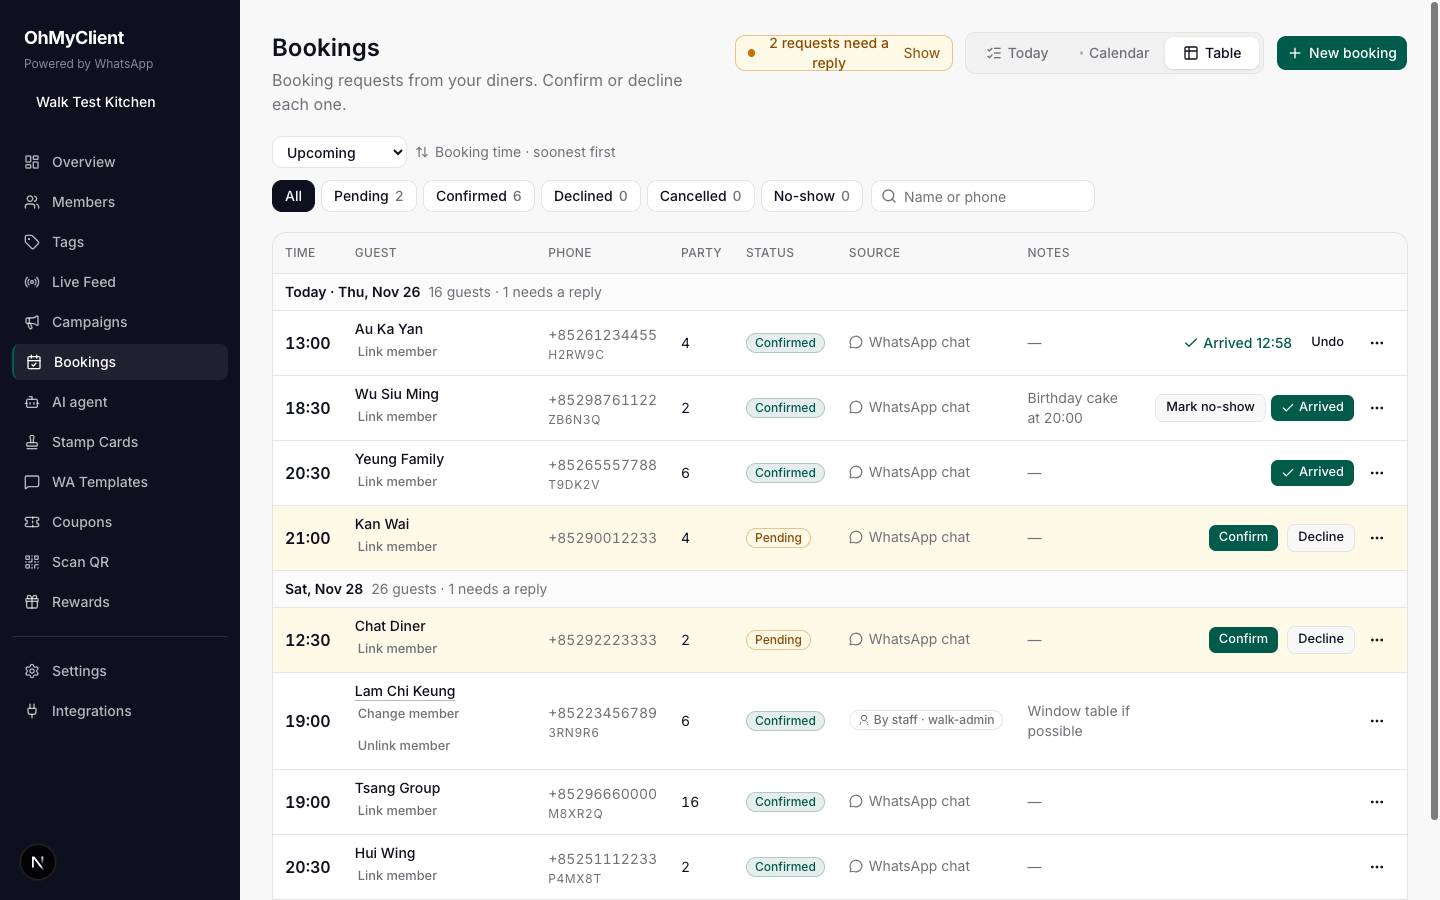 OhMyClient
Powered by WhatsApp
Walk Test Kitchen
Overview
Members
Tags
Live Feed
Campaigns
Bookings
AI agent
Stamp Cards
WA Templates
Coupons
Scan QR
Rewards
Settings
Integrations
N
Bookings
Booking requests from your diners. Confirm or decline
each one.
2 requests need a
reply
Show
Today
Calendar
Table
New booking
Upcoming
Booking time · soonest first
All
Pending 2
Confirmed 6
Declined 0
Cancelled 0
No-show 0
Name or phone
TIME GUEST PHONE PARTY STATUS SOURCE NOTES
Today · Thu, Nov 26 16 guests · 1 needs a reply
13:00 Au Ka Yan +85261234455 4 Confirmed WhatsApp chat — Arrived 12:58 Undo
Link member H2RW9C
18:30 Wu Siu Ming +85298761122 2 Confirmed WhatsApp chat Birthday cake Mark no-show Arrived
Link member ZB6N3Q at 20:00
20:30 Yeung Family +85265557788 6 Confirmed WhatsApp chat — Arrived
Link member T9DK2V
21:00 Kan Wai +85290012233 4 Pending WhatsApp chat — Confirm Decline
Link member
Sat, Nov 28 26 guests · 1 needs a reply
12:30 Chat Diner +85292223333 2 Pending WhatsApp chat — Confirm Decline
Link member
19:00 Lam Chi Keung +85223456789 6 Confirmed By staff · walk-admin Window table if
Change member 3RN9R6 possible
Unlink member
19:00 Tsang Group +85296660000 16 Confirmed WhatsApp chat —
Link member M8XR2Q
20:30 Hui Wing +85251112233 2 Confirmed WhatsApp chat —
Link member P4MX8T